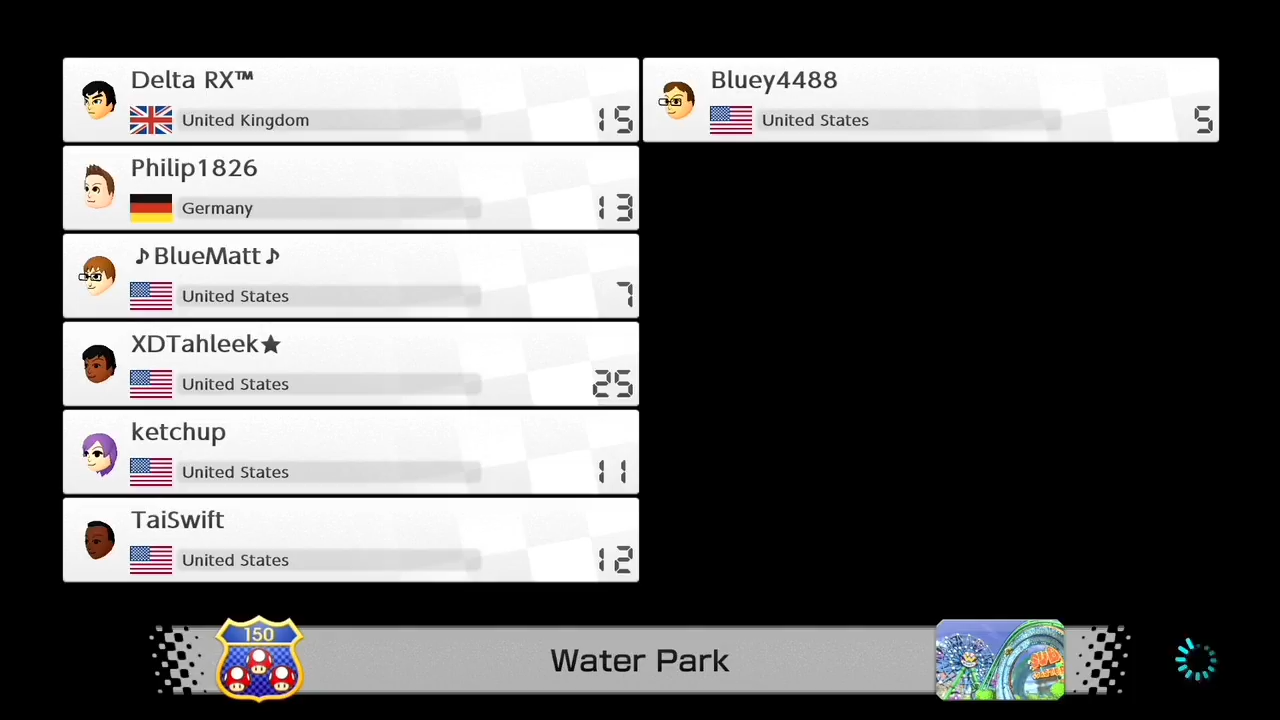 Delta RX™
United Kingdom
15
Philip1826
Germany
13
♪BlueMatt♪
United States
7
XDTahleek★
United States
25
ketchup
United States
11
TaiSwift
United States
12
Bluey4488
United States
5
150
Water Park